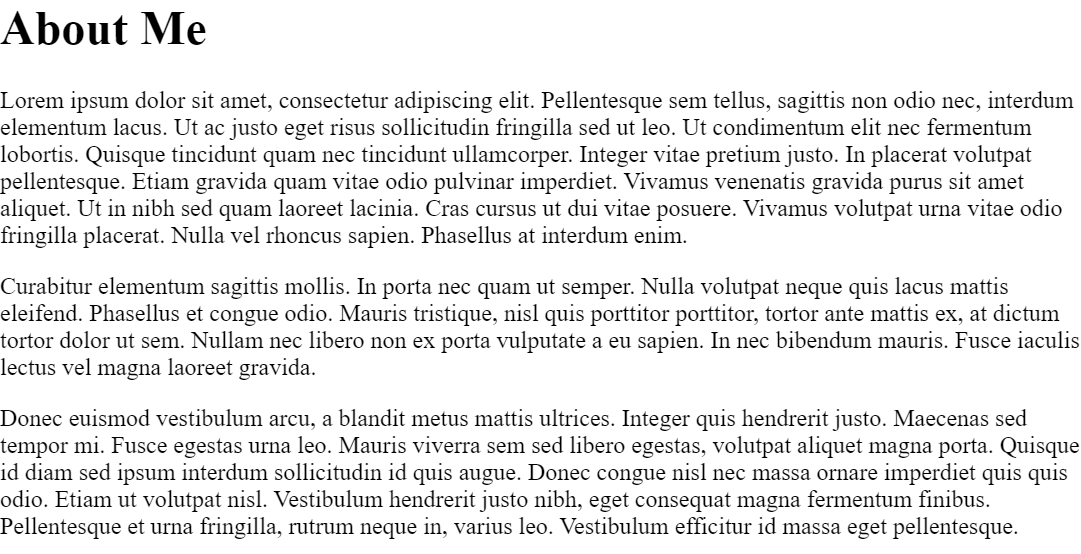 About Me
Lorem ipsum dolor sit amet, consectetur adipiscing elit. Pellentesque sem tellus, sagittis non odio nec, interdum
elementum lacus. Ut ac justo eget risus sollicitudin fringilla sed ut leo. Ut condimentum elit nec fermentum
lobortis. Quisque tincidunt quam nec tincidunt ullamcorper. Integer vitae pretium justo. In placerat volutpat
pellentesque. Etiam gravida quam vitae odio pulvinar imperdiet. Vivamus venenatis gravida purus sit amet
aliquet. Ut in nibh sed quam laoreet lacinia. Cras cursus ut dui vitae posuere. Vivamus volutpat urna vitae odio
fringilla placerat. Nulla vel rhoncus sapien. Phasellus at interdum enim.
Curabitur elementum sagittis mollis. In porta nec quam ut semper. Nulla volutpat neque quis lacus mattis
eleifend. Phasellus et congue odio. Mauris tristique, nisl quis porttitor porttitor, tortor ante mattis ex, at dictum
tortor dolor ut sem. Nullam nec libero non ex porta vulputate a eu sapien. In nec bibendum mauris. Fusce iaculis
lectus vel magna laoreet gravida.
Donec euismod vestibulum arcu, a blandit metus mattis ultrices. Integer quis hendrerit justo. Maecenas sed
tempor mi. Fusce egestas urna leo. Mauris viverra sem sed libero egestas, volutpat aliquet magna porta. Quisque
id diam sed ipsum interdum sollicitudin id quis augue. Donec congue nisl nec massa ornare imperdiet quis quis
odio. Etiam ut volutpat nisl. Vestibulum hendrerit justo nibh, eget consequat magna fermentum finibus.
Pellentesque et urna fringilla, rutrum neque in, varius leo. Vestibulum efficitur id massa eget pellentesque.